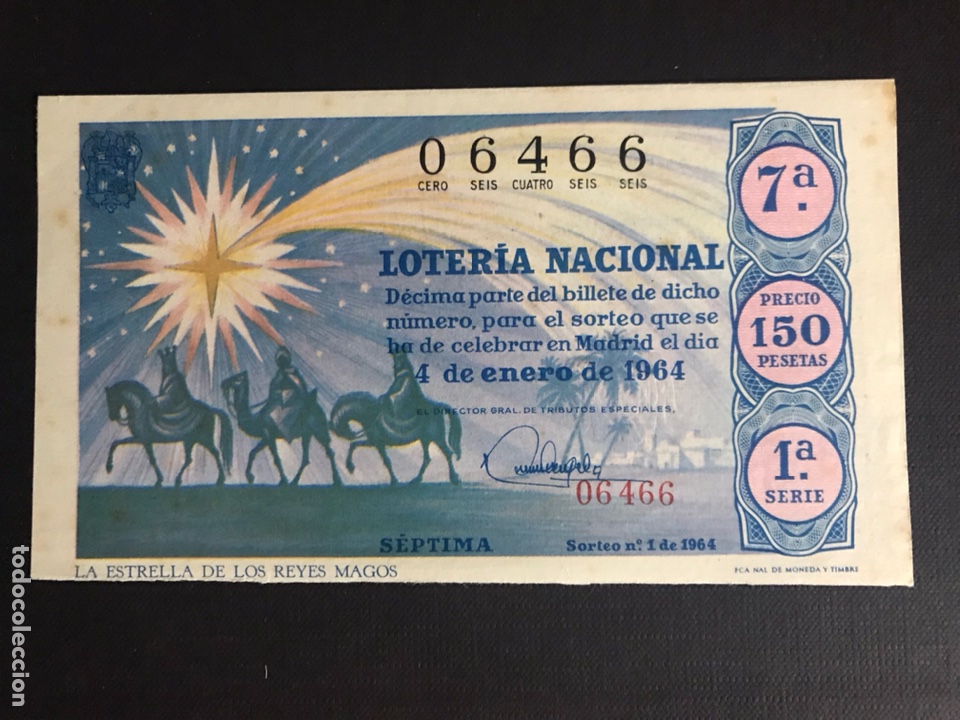 06466
CERO SEIS CUATRO SEIS SEIS
LOTERÍA NACIONAL
Décima parte del billete de dicho
número, para el sorteo que se
ha de celebrar en Madrid el dia
4 de enero de 1964
EL DIRECTOR GRAL. DE TRIBUTOS ESPECIALES,
06466
SÉPTIMA
Sorteo nº. 1 de 1964
7ª.
PRECIO
150
PESETAS
1ª.
SERIE
LA ESTRELLA DE LOS REYES MAGOS
FCA NAL DE MONEDA Y TIMBRE
todocoleccion